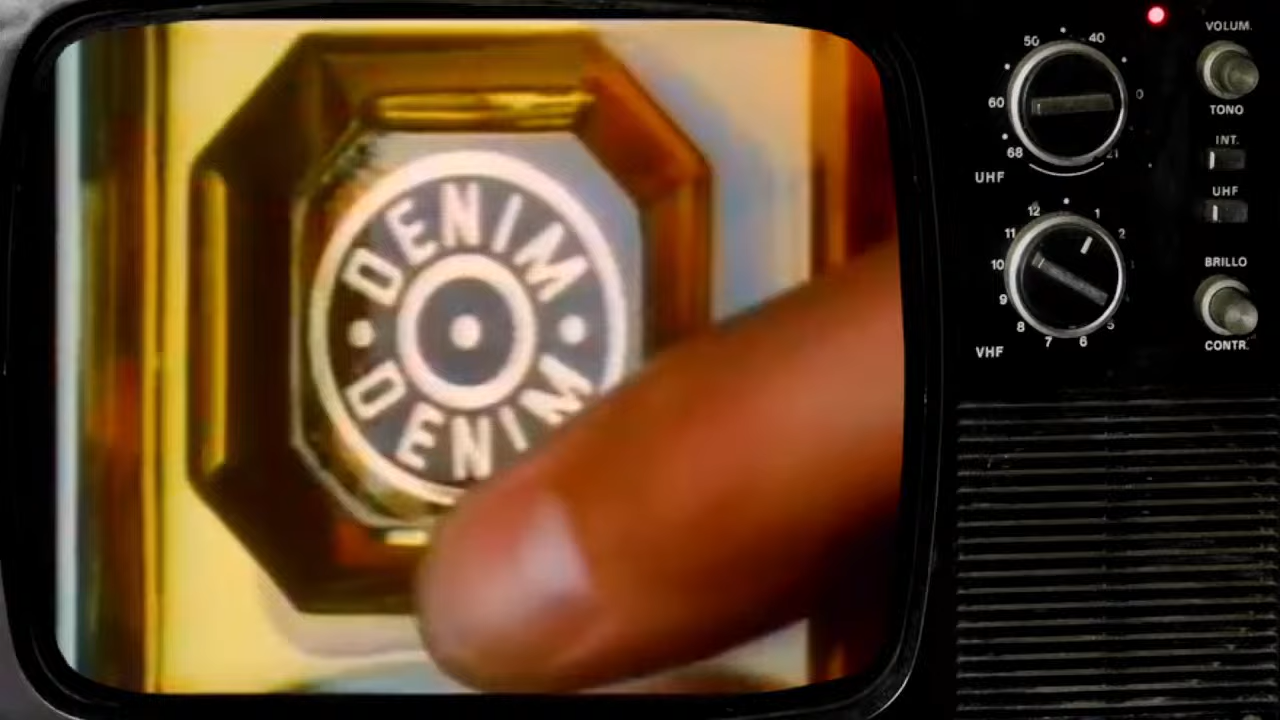 DENIM
DENIM
50
40
60
0
68
21
UHF
12
1
11
2
10
9
8
5
7
6
VHF
VOLUM.
TONO
INT.
UHF
BRILLO
CONTR.